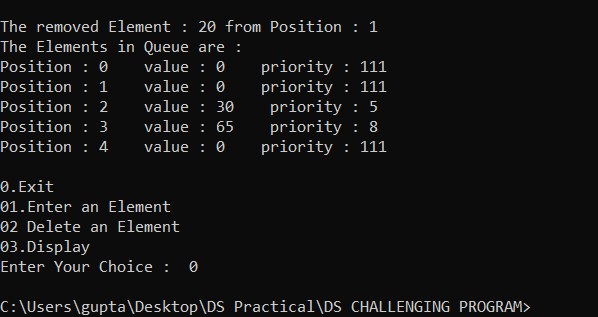 The removed Element : 20 from Position : 1
The Elements in Queue are :
Position : 0    value : 0    priority : 111
Position : 1    value : 0    priority : 111
Position : 2    value : 30    priority : 5
Position : 3    value : 65    priority : 8
Position : 4    value : 0    priority : 111
0.Exit
01.Enter an Element
02 Delete an Element
03.Display
Enter Your Choice :  0
C:\Users\gupta\Desktop\DS Practical\DS CHALLENGING PROGRAM>